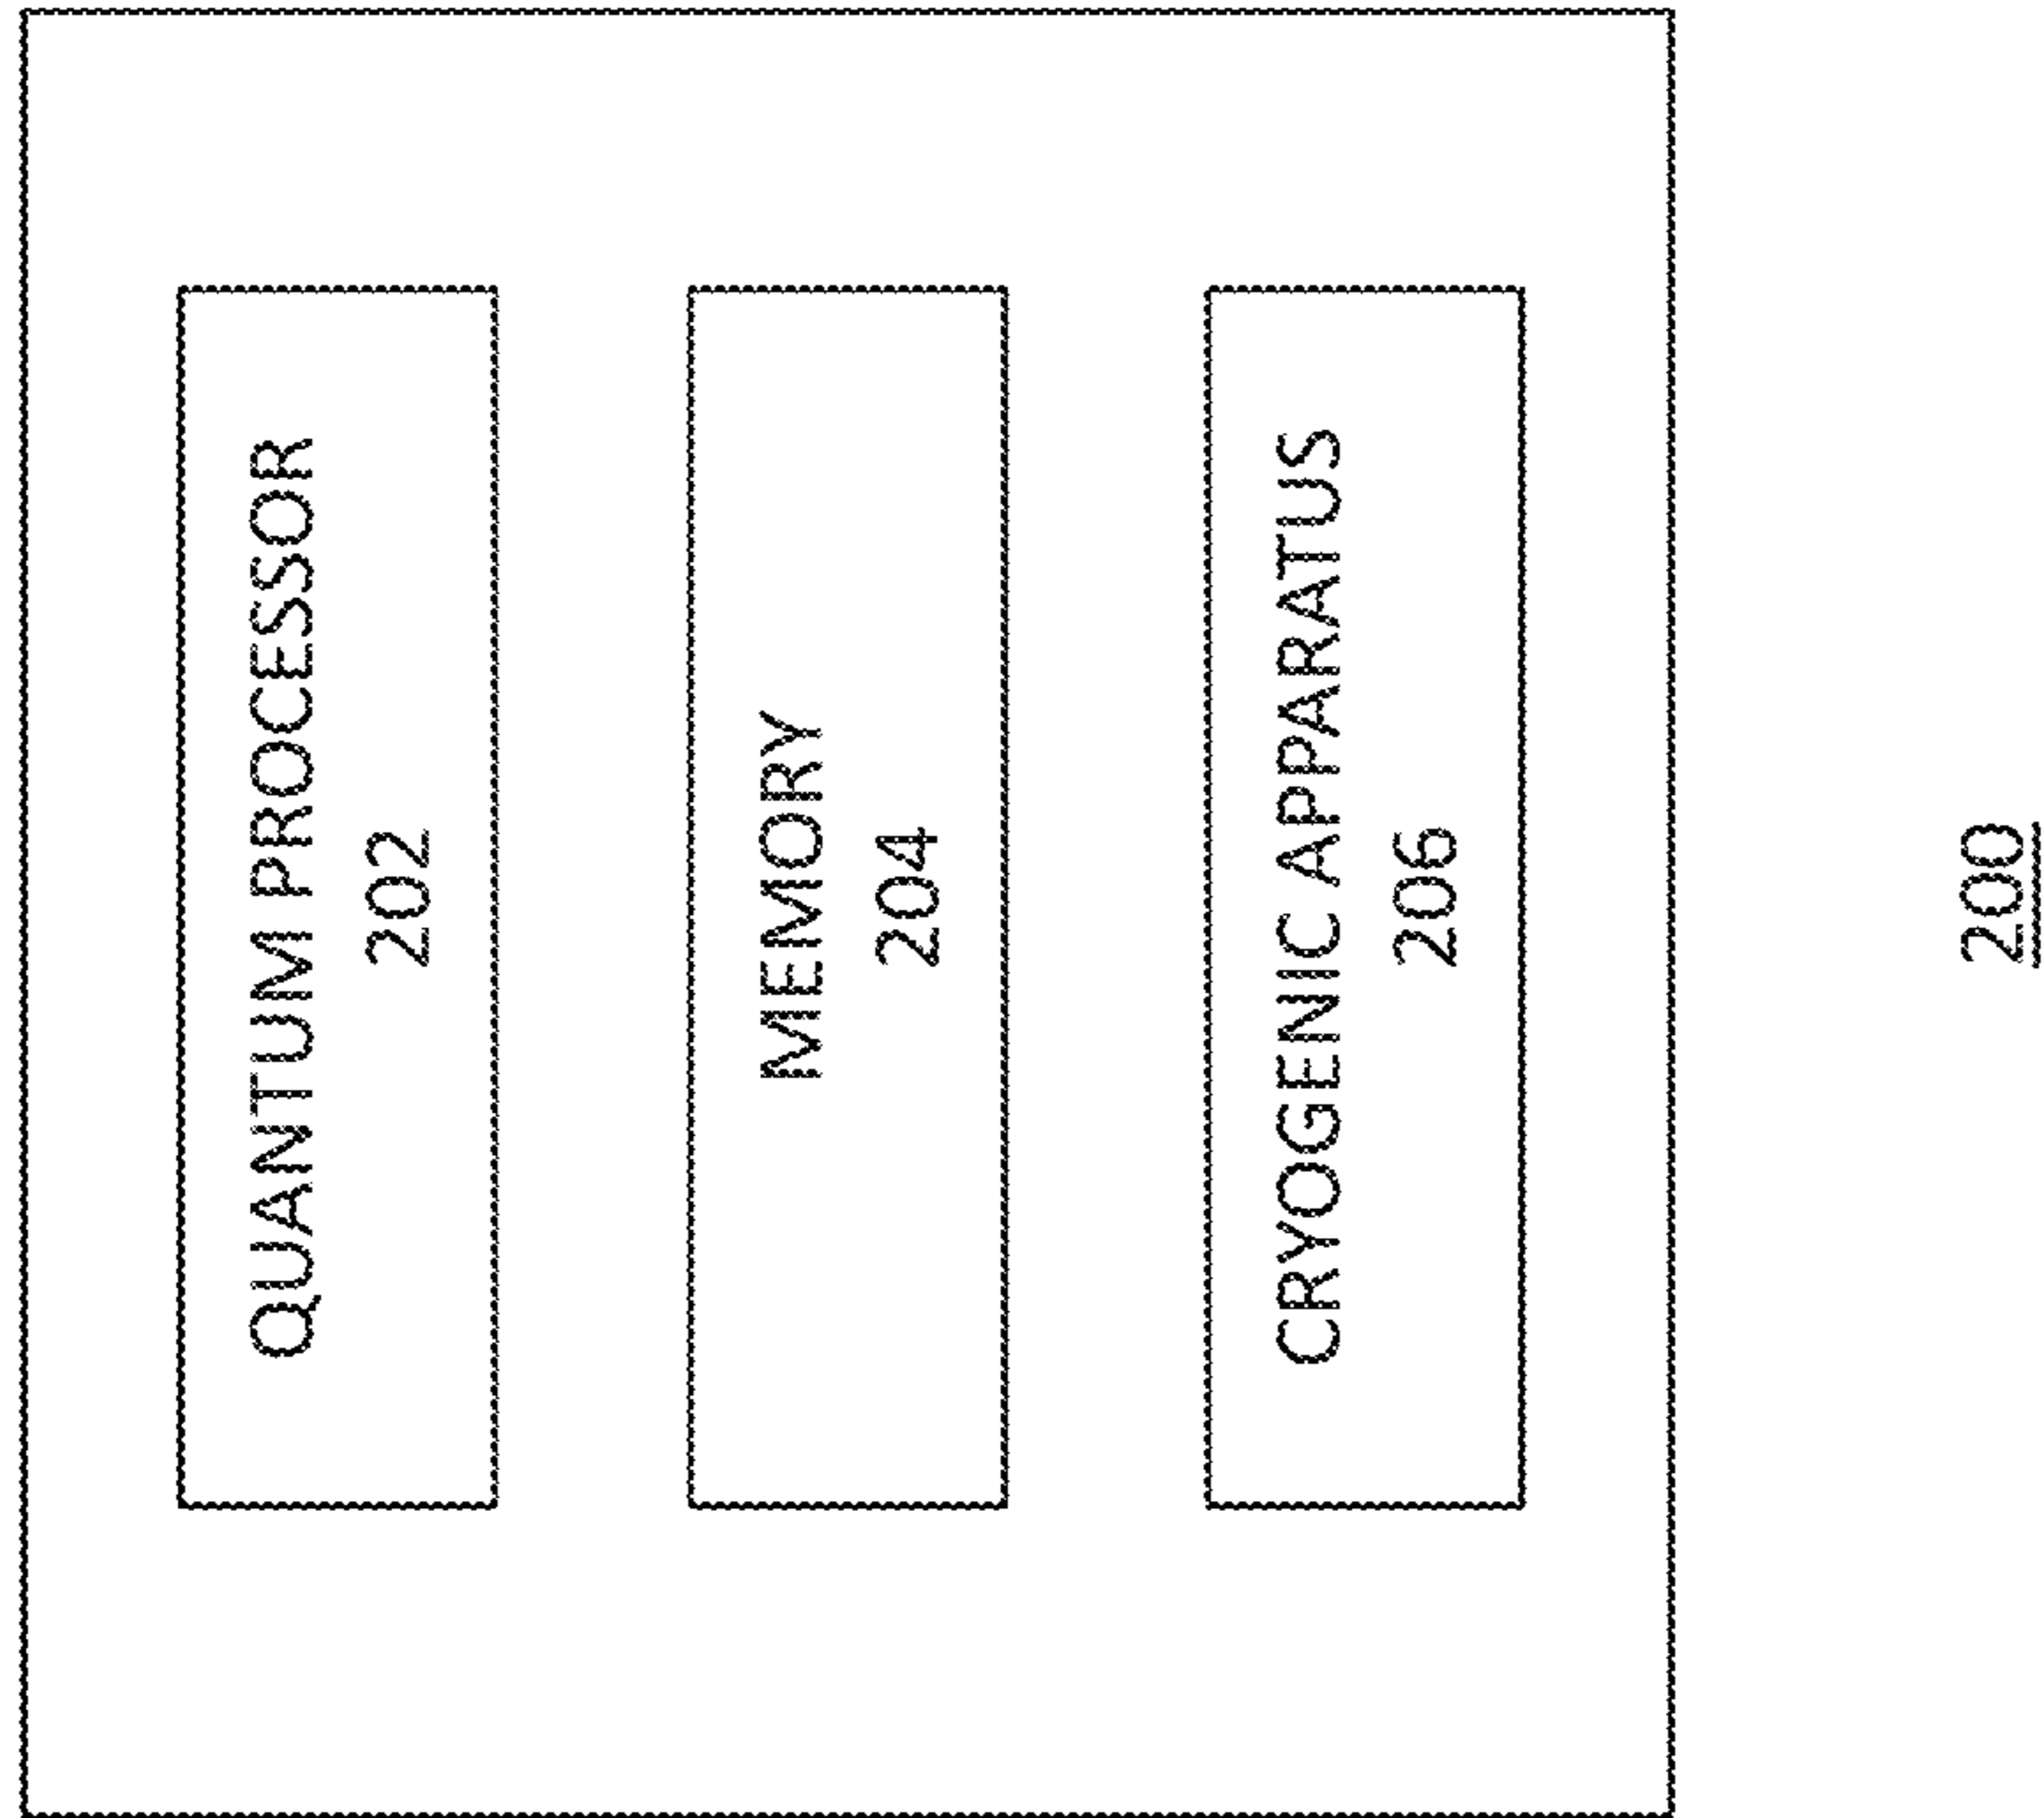 QUANTUM PROCESSOR
202
MEMORY
204
CRYOGENIC APPARATUS
206
200